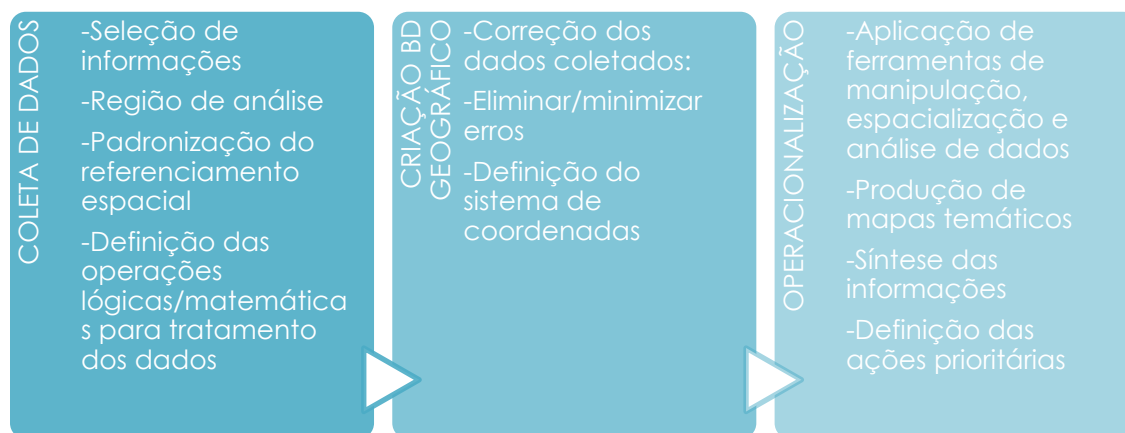 COLETA DE DADOS
-Seleção de
informações
-Região de análise
-Padronização do
referenciamento
espacial
-Definição das
operações
lógicas/matemática
s para tratamento
dos dados
CRIAÇÃO BD
GEOGRÁFICO
-Correção dos
dados coletados:
-Eliminar/minimizar
erros
-Definição do
sistema de
coordenadas
OPERACIONALIZAÇÃO
-Aplicação de
ferramentas de
manipulação,
espacialização e
análise de dados
-Produção de
mapas temáticos
-Síntese das
informações
-Definição das
ações prioritárias